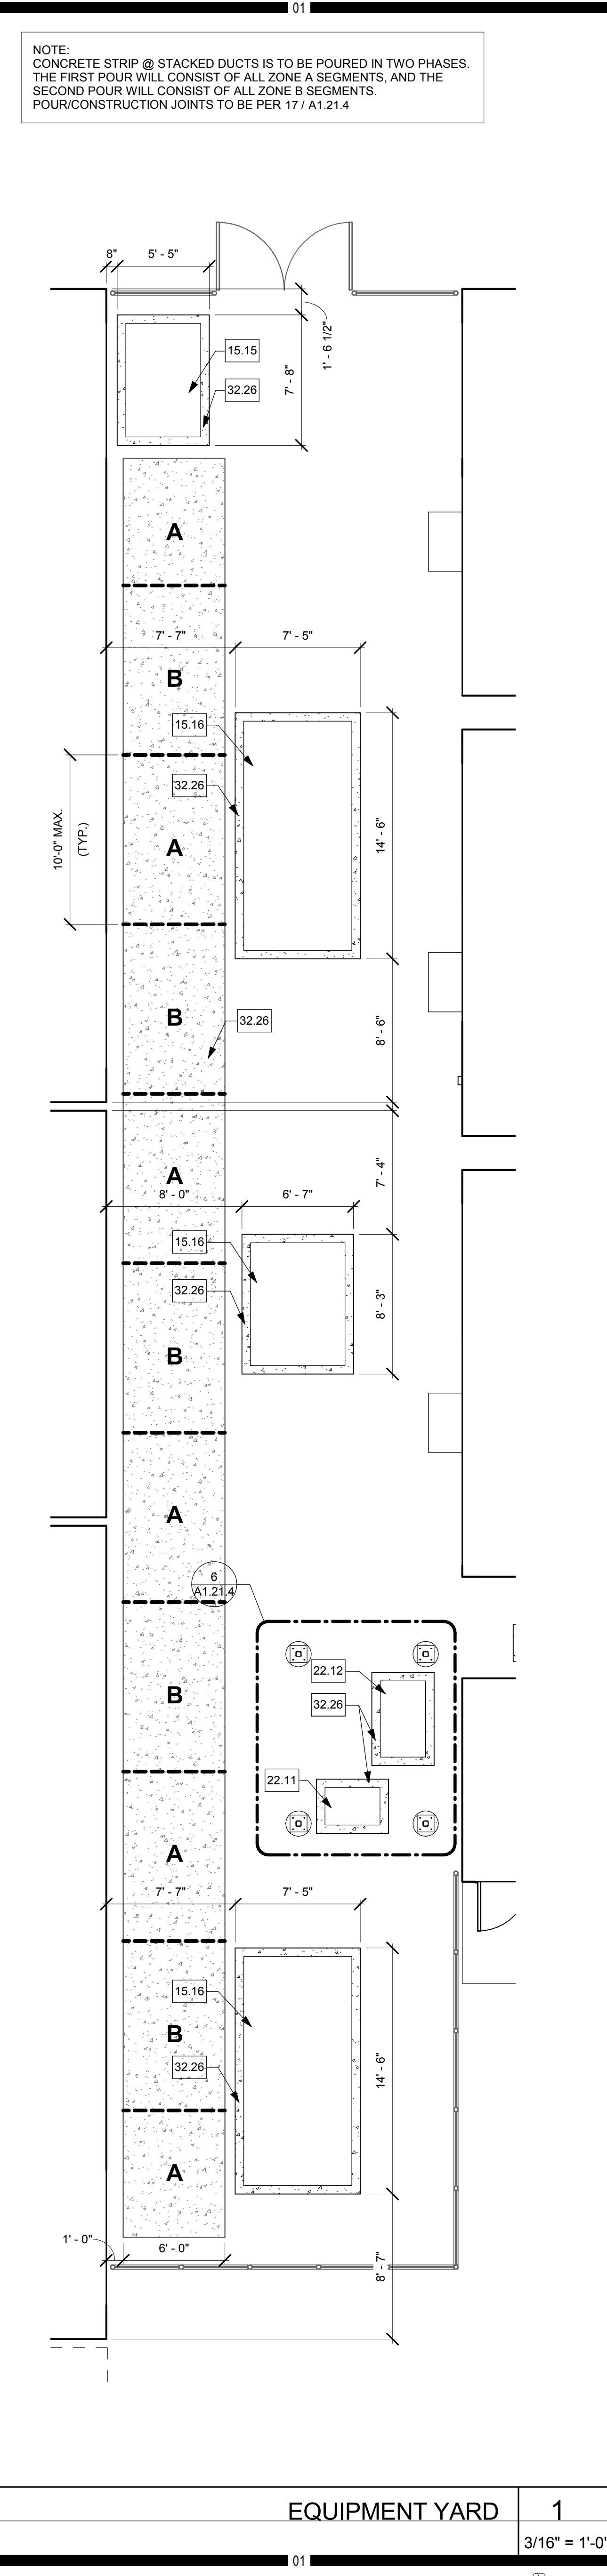 01
NOTE:
CONCRETE STRIP @ STACKED DUCTS IS TO BE POURED IN TWO PHASES.
THE FIRST POUR WILL CONSIST OF ALL ZONE A SEGMENTS, AND THE
SECOND POUR WILL CONSIST OF ALL ZONE B SEGMENTS.
POUR/CONSTRUCTION JOINTS TO BE PER 17 / A1.21.4
8" 5' - 5"
1' - 6 1/2"
15.15
7' - 8"
32.26
A
7' - 7" 7' - 5"
B
15.16
32.26
10'-0" MAX.
(TYP.)
14' - 6"
A
B
32.26
8' - 6"
A
7' - 4"
8' - 0" 6' - 7"
15.16
32.26
8' - 3"
B
A
6
A1.21.4
22.12
B
32.26
22.11
A
7' - 7" 7' - 5"
15.16
B
32.26
14' - 6"
A
1' - 0"
6' - 0"
8' - 7"
EQUIPMENT YARD 1
3/16" = 1'-0"
01